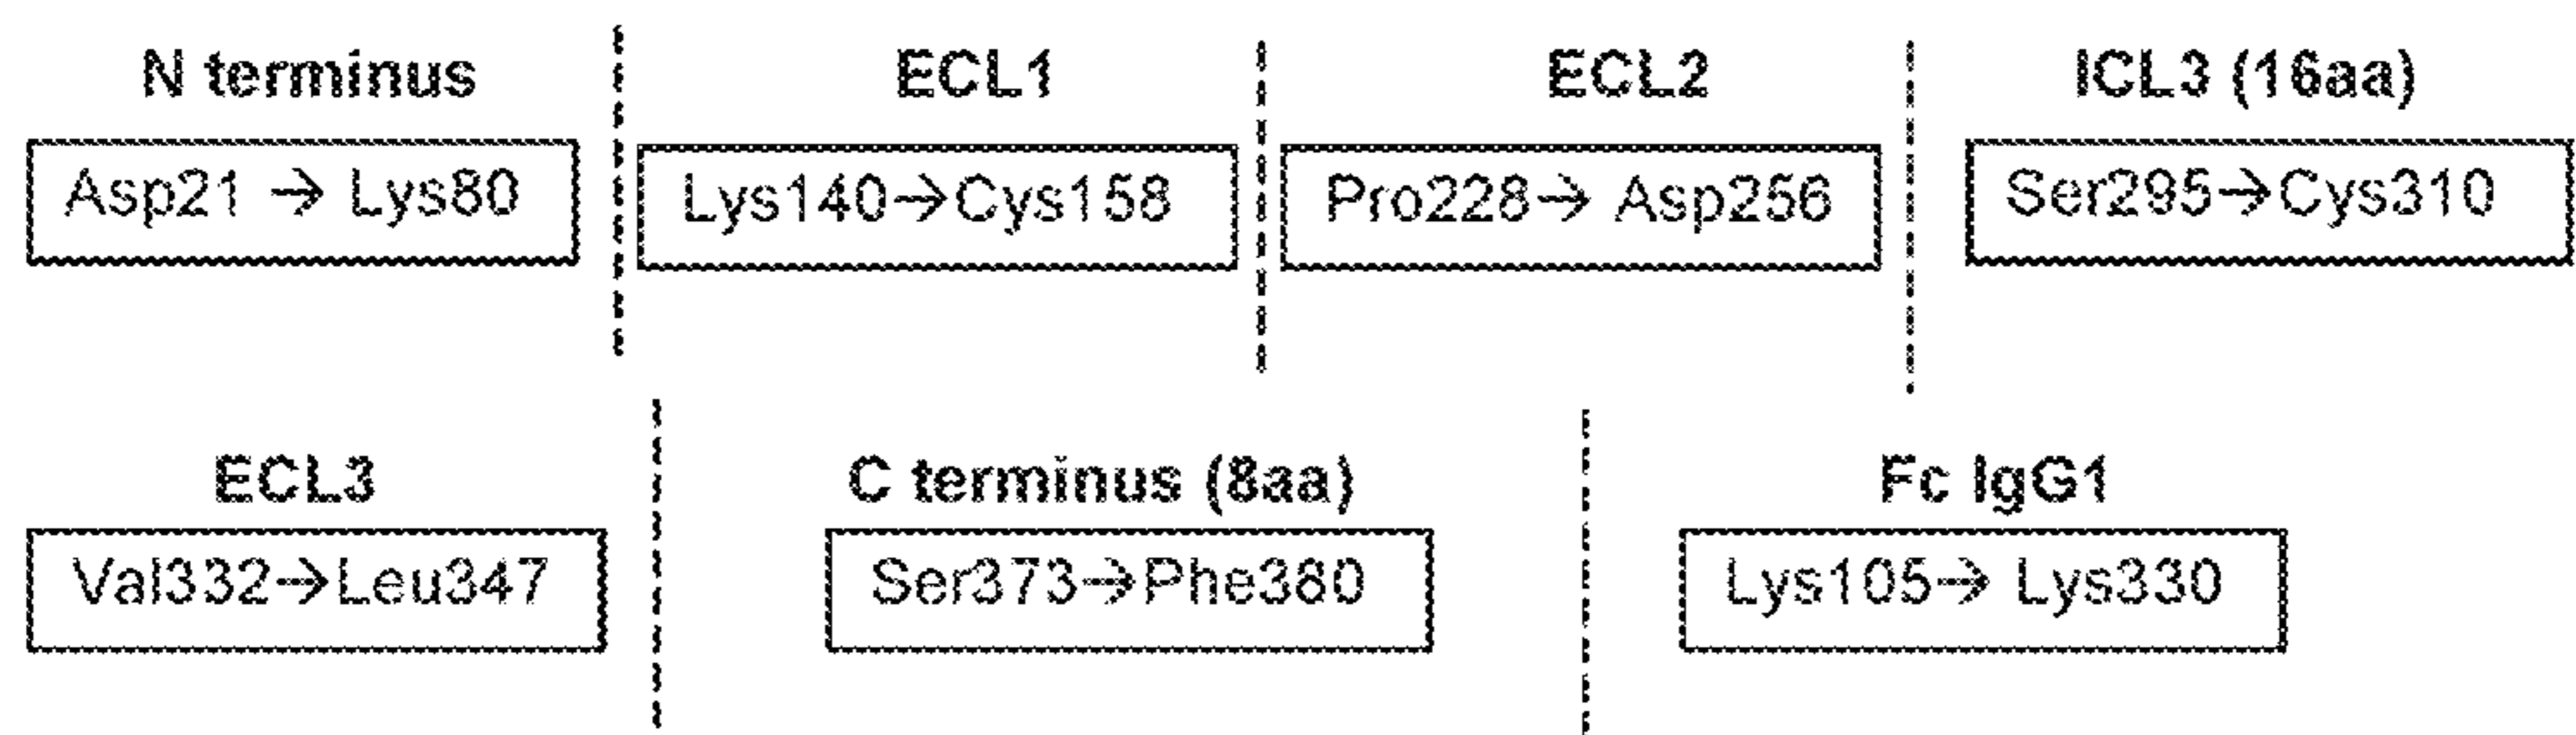 N terminus ECL1 ECL2 ICL3 (16aa)
Asp21 → Lys80 Lys140→Cys158 Pro228→ Asp256 Ser295→Cys310
ECL3 C terminus (8aa) Fc IgG1
Val332→Leu347 Ser373→Phe380 Lys105→ Lys330